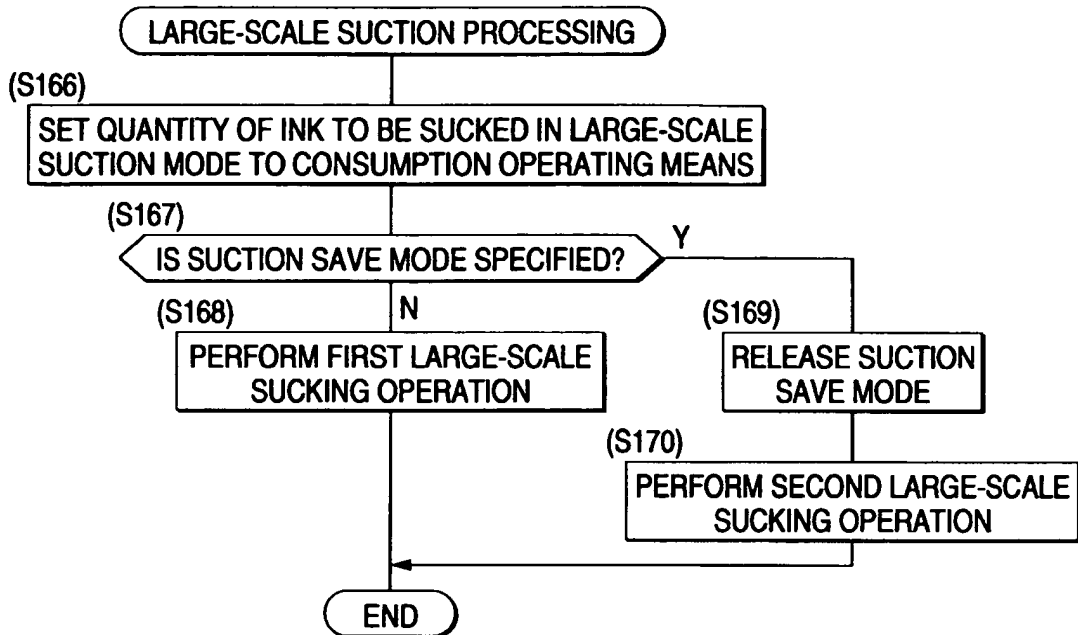 LARGE-SCALE SUCTION PROCESSING
(S166)
SET QUANTITY OF INK TO BE SUCKED IN LARGE-SCALE
SUCTION MODE TO CONSUMPTION OPERATING MEANS
(S167)
IS SUCTION SAVE MODE SPECIFIED?
Y
N
(S168)
PERFORM FIRST LARGE-SCALE
SUCKING OPERATION
(S169)
RELEASE SUCTION
SAVE MODE
(S170)
PERFORM SECOND LARGE-SCALE
SUCKING OPERATION
END